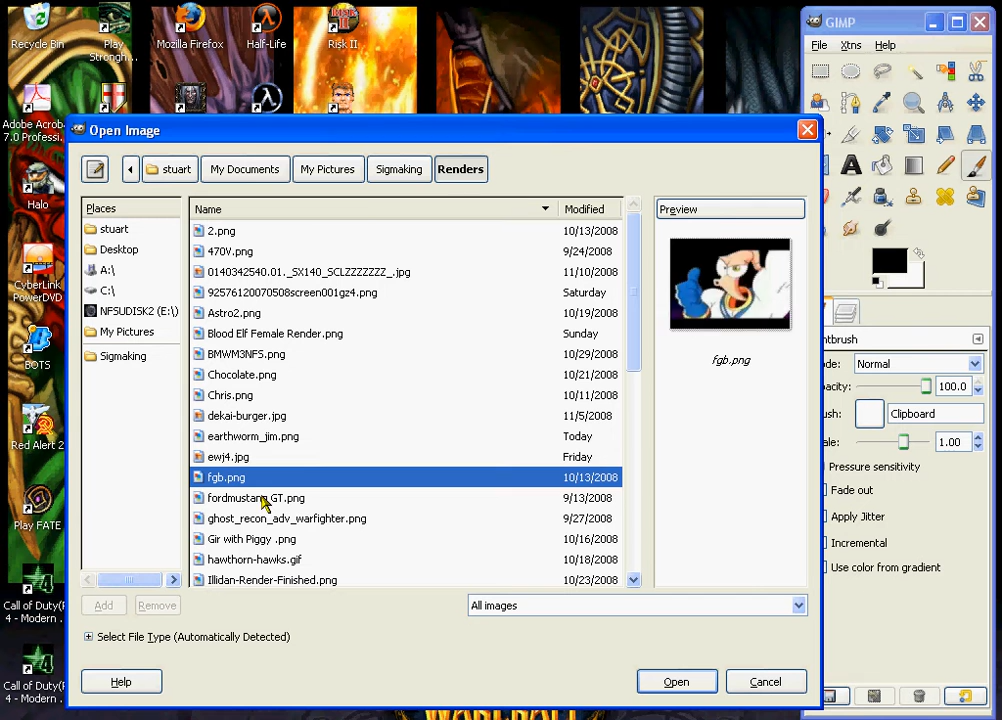 Recycle Bin
Play Strongh...
Mozilla Firefox
Half-Life
Risk II
GIMP
File Xtns Help
Adobe Acrob...
7.0 Professi...
Halo
CyberLink
PowerDVD
BOTS
Red Alert 2
Play FATE
Call of Duty(R)
4 - Modern ...
Call of Duty(R)
4 - Modern ...
Open Image
stuart My Documents My Pictures Sigmaking Renders
Places
stuart
Desktop
A:\
C:\
NFSUDISK2 (E:\)
My Pictures
Sigmaking
Add Remove
Name Modified
2.png 10/13/2008
470V.png 9/24/2008
0140342540.01._SX140_SCLZZZZZZZ_.jpg 11/10/2008
92576120070508screen001gz4.png Saturday
Astro2.png 10/19/2008
Blood Elf Female Render.png Sunday
BMWM3NFS.png 10/29/2008
Chocolate.png 10/21/2008
Chris.png 10/11/2008
dekai-burger.jpg 11/5/2008
earthworm_jim.png Today
ewj4.jpg Friday
fgb.png 10/13/2008
fordmustang GT.png 9/13/2008
ghost_recon_adv_warfighter.png 9/27/2008
Gir with Piggy .png 10/16/2008
hawthorn-hawks.gif 10/18/2008
Illidan-Render-Finished.png 10/23/2008
Preview
fgb.png
All images
Select File Type (Automatically Detected)
Help Open Cancel
ntbrush
ode: Normal
pacity: 100.0
ush: Clipboard
ale: 1.00
Pressure sensitivity
Fade out
Apply Jitter
Incremental
Use color from gradient
WARCRAFT